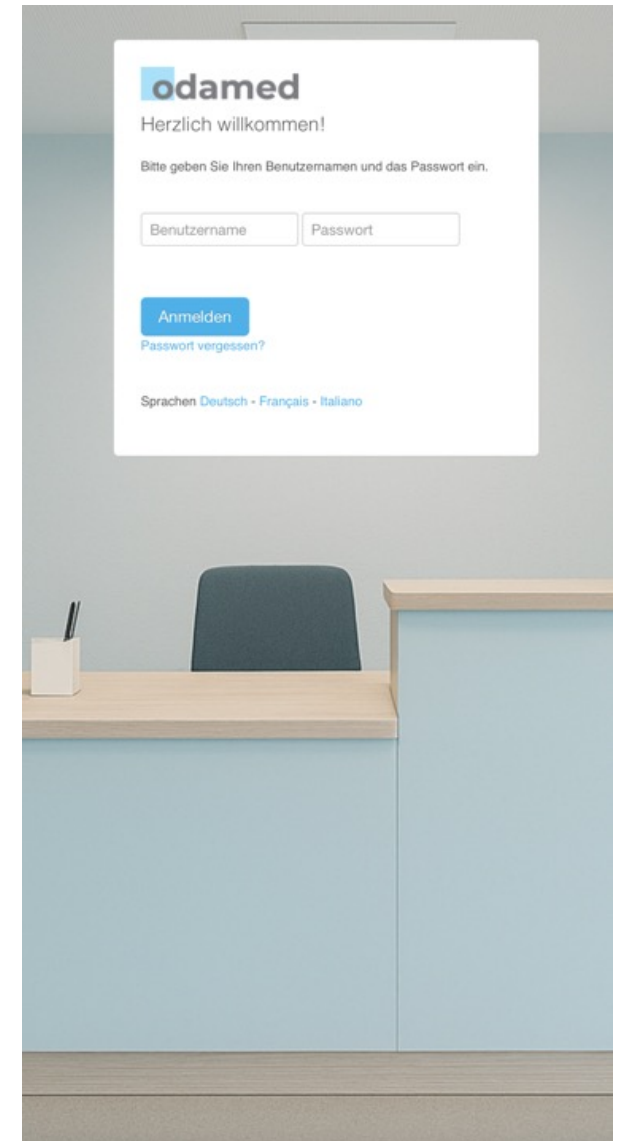 odamed
Herzlich willkommen!
Bitte geben Sie Ihren Benutzernamen und das Passwort ein.
Benutzername Passwort
Anmelden
Passwort vergessen?
Sprachen Deutsch - Français - Italiano